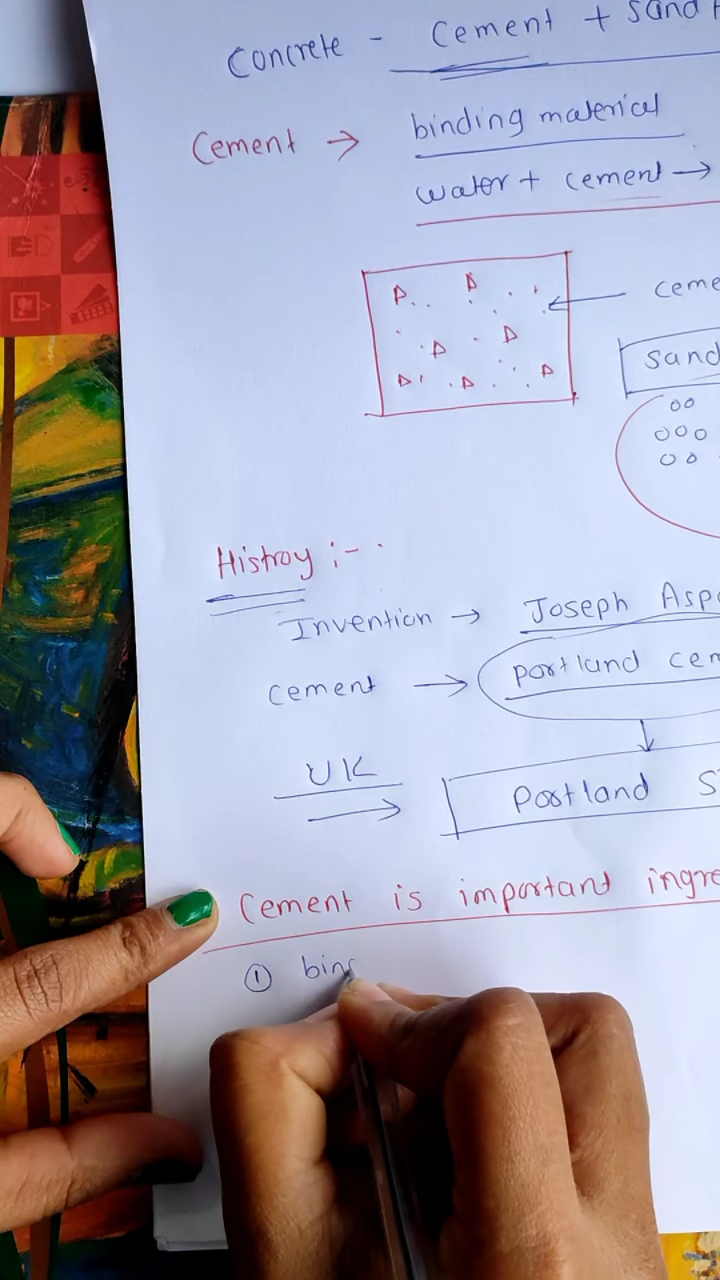 Concrete - Cement + Sand
Cement → binding material
water + cement →
Ceme
Sand
Histroy :-
Invention → Joseph Asp
cement → portland cem
UK
Portland S
Cement is important ingre
① bin